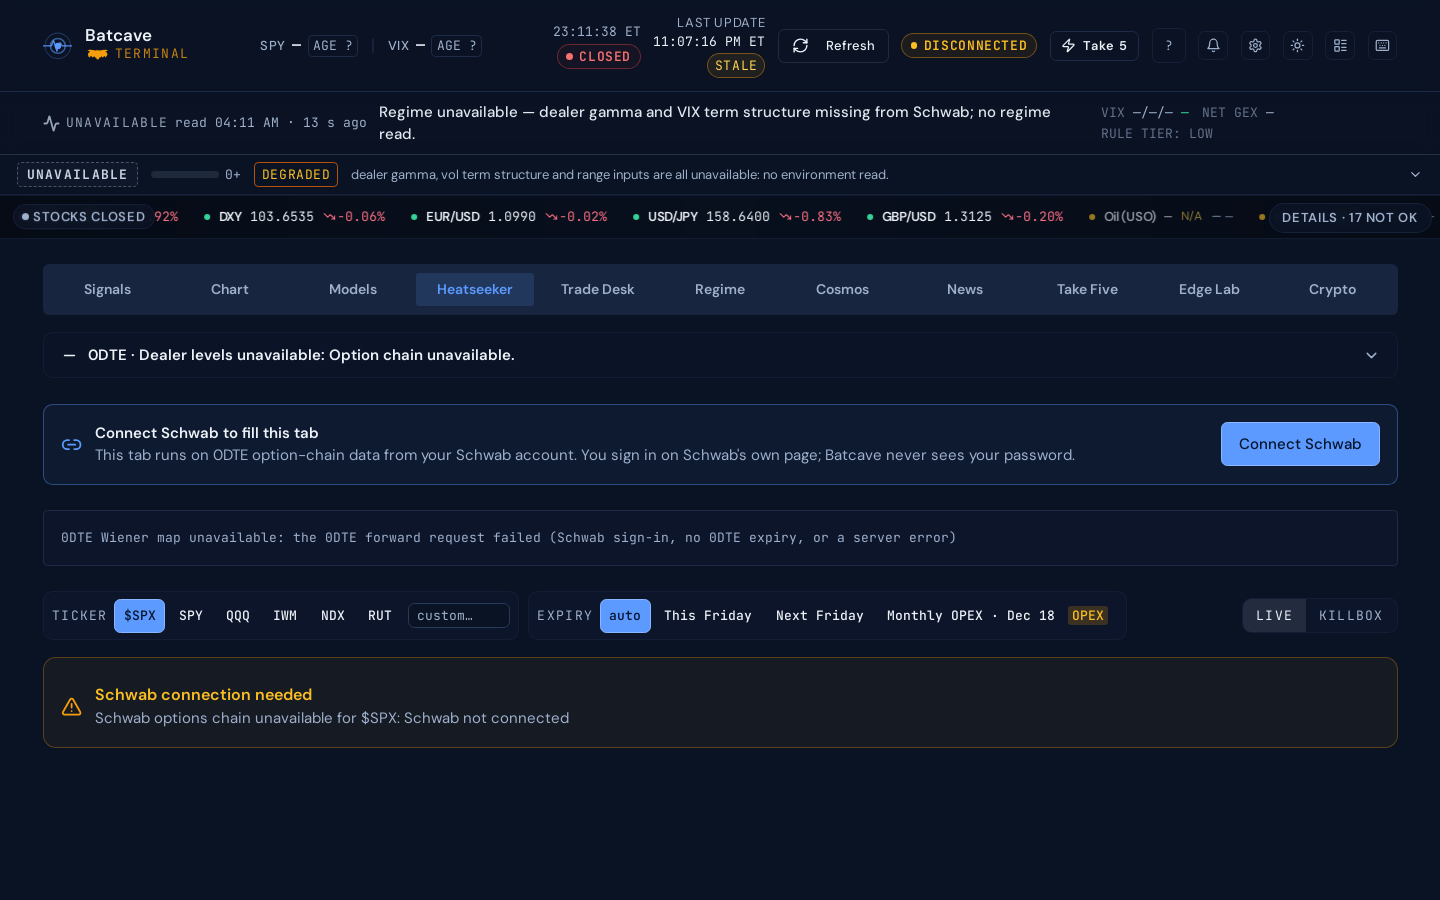 Batcave
TERMINAL
SPY — AGE ? VIX — AGE ?
23:11:38 ET
CLOSED
LAST UPDATE
11:07:16 PM ET
STALE
Refresh
DISCONNECTED
Take 5
?
UNAVAILABLE read 04:11 AM · 13 s ago
Regime unavailable — dealer gamma and VIX term structure missing from Schwab; no regime
read.
VIX —/—/— — NET GEX —
RULE TIER: LOW
UNAVAILABLE 0+ DEGRADED dealer gamma, vol term structure and range inputs are all unavailable: no environment read.
STOCKS CLOSED 92% DXY 103.6535 -0.06% EUR/USD 1.0990 -0.02% USD/JPY 158.6400 -0.83% GBP/USD 1.3125 -0.20% Oil (USO) — N/A — — DETAILS · 17 NOT OK
Signals Chart Models Heatseeker Trade Desk Regime Cosmos News Take Five Edge Lab Crypto
— 0DTE · Dealer levels unavailable: Option chain unavailable.
Connect Schwab to fill this tab
This tab runs on 0DTE option-chain data from your Schwab account. You sign in on Schwab's own page; Batcave never sees your password.
Connect Schwab
0DTE Wiener map unavailable: the 0DTE forward request failed (Schwab sign-in, no 0DTE expiry, or a server error)
TICKER $SPX SPY QQQ IWM NDX RUT custom…
EXPIRY auto This Friday Next Friday Monthly OPEX · Dec 18 OPEX
LIVE KILLBOX
Schwab connection needed
Schwab options chain unavailable for $SPX: Schwab not connected